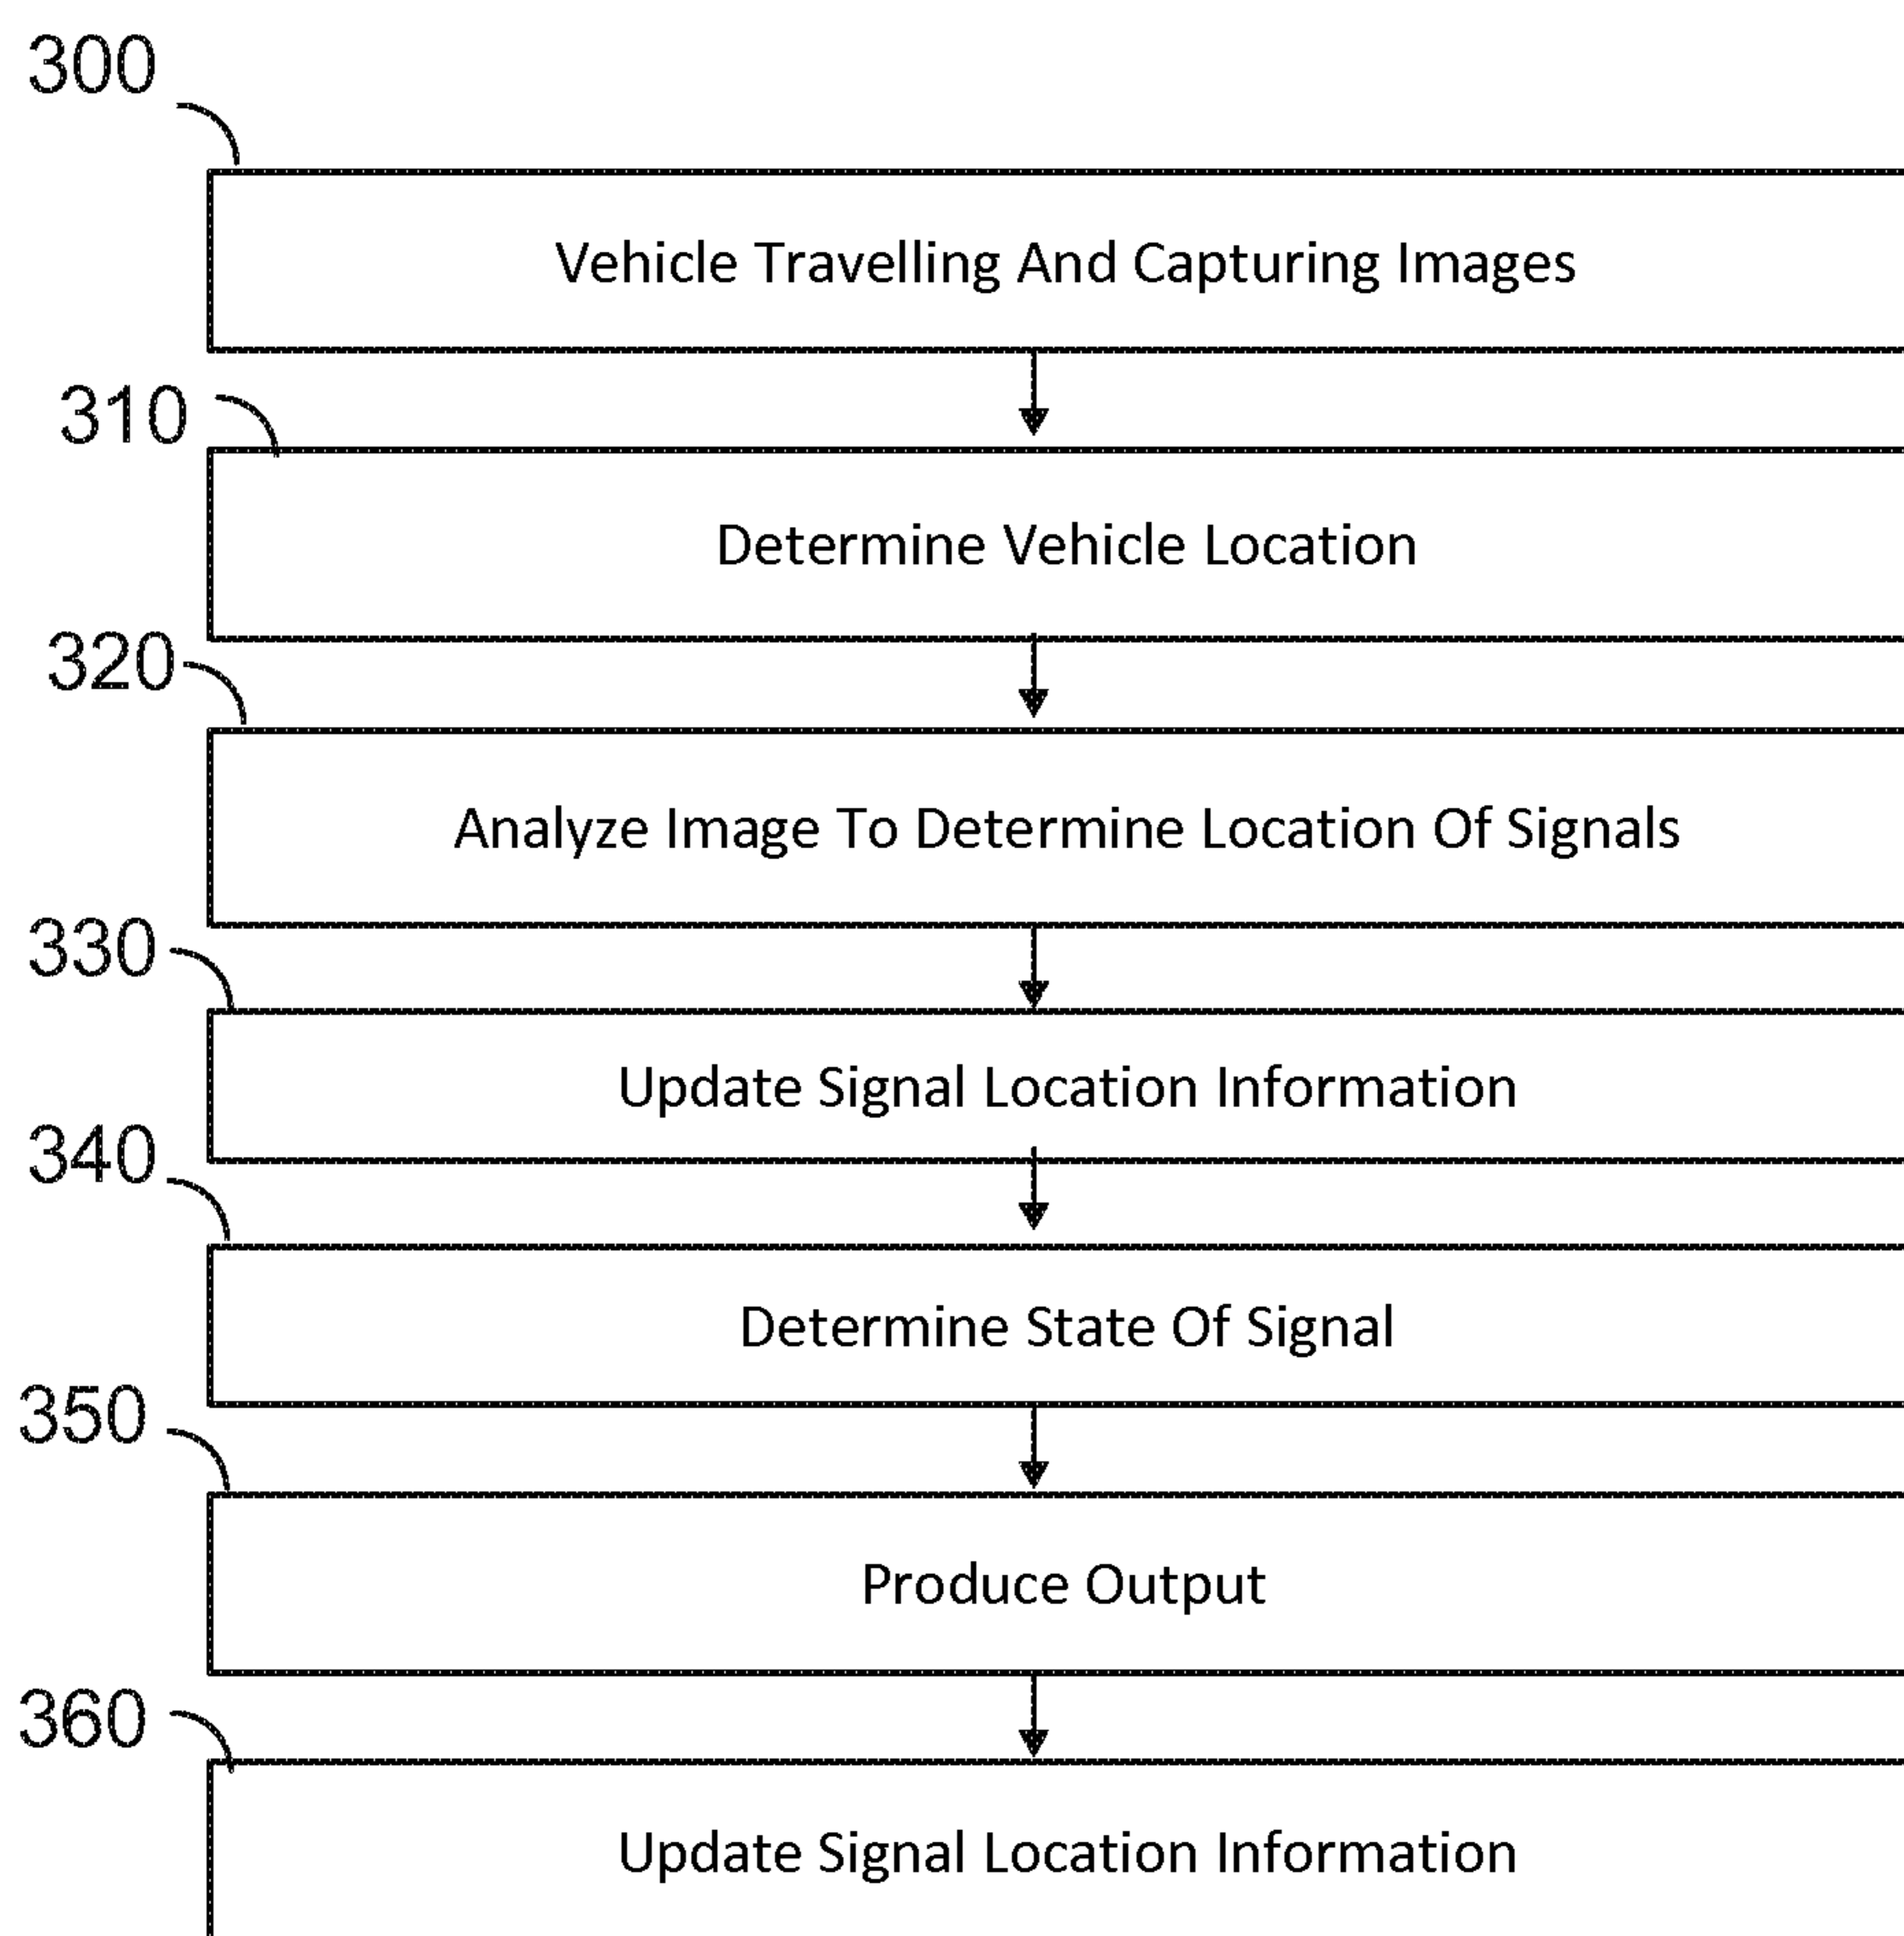 300
Vehicle Travelling And Capturing Images
310
Determine Vehicle Location
320
Analyze Image To Determine Location Of Signals
330
Update Signal Location Information
340
Determine State Of Signal
350
Produce Output
360
Update Signal Location Information